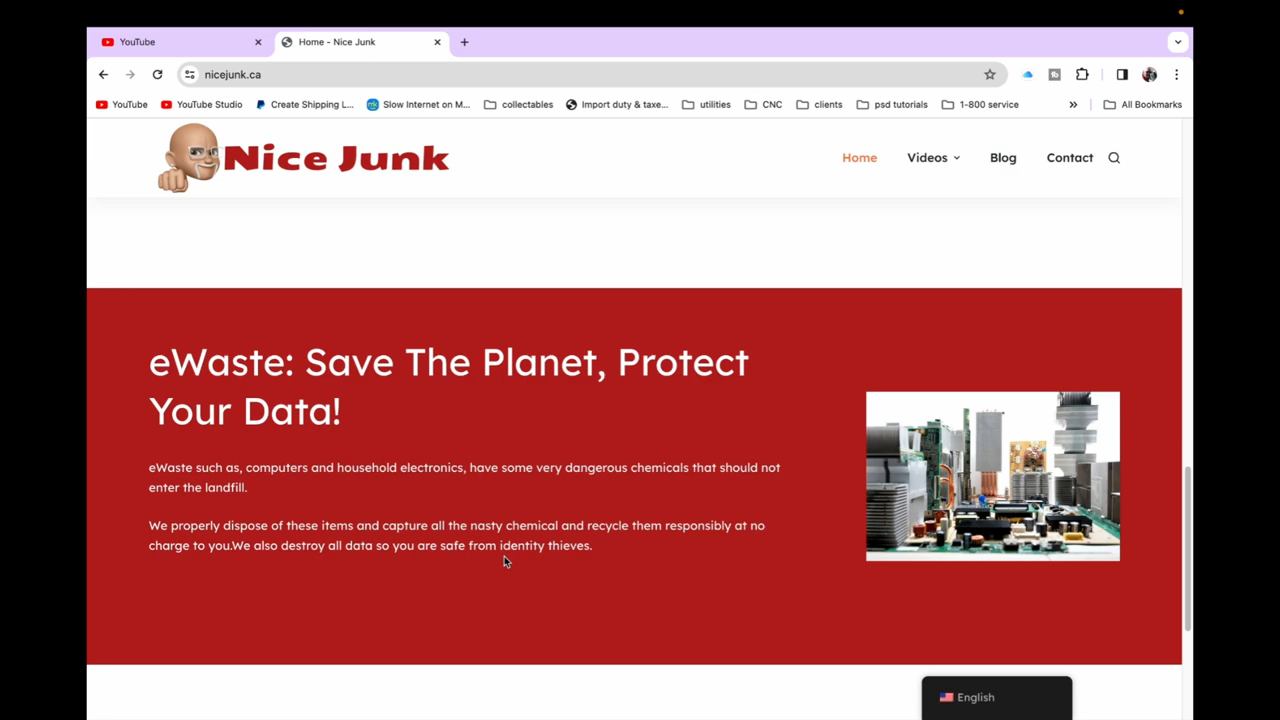 YouTube
Home - Nice Junk
nicejunk.ca
YouTube YouTube Studio Create Shipping L... Slow Internet on M... collectables Import duty & taxe... utilities CNC clients psd tutorials 1-800 service » All Bookmarks
Nice Junk
Home Videos Blog Contact
eWaste: Save The Planet, Protect
Your Data!
eWaste such as, computers and household electronics, have some very dangerous chemicals that should not
enter the landfill.
We properly dispose of these items and capture all the nasty chemical and recycle them responsibly at no
charge to you.We also destroy all data so you are safe from identity thieves.
English